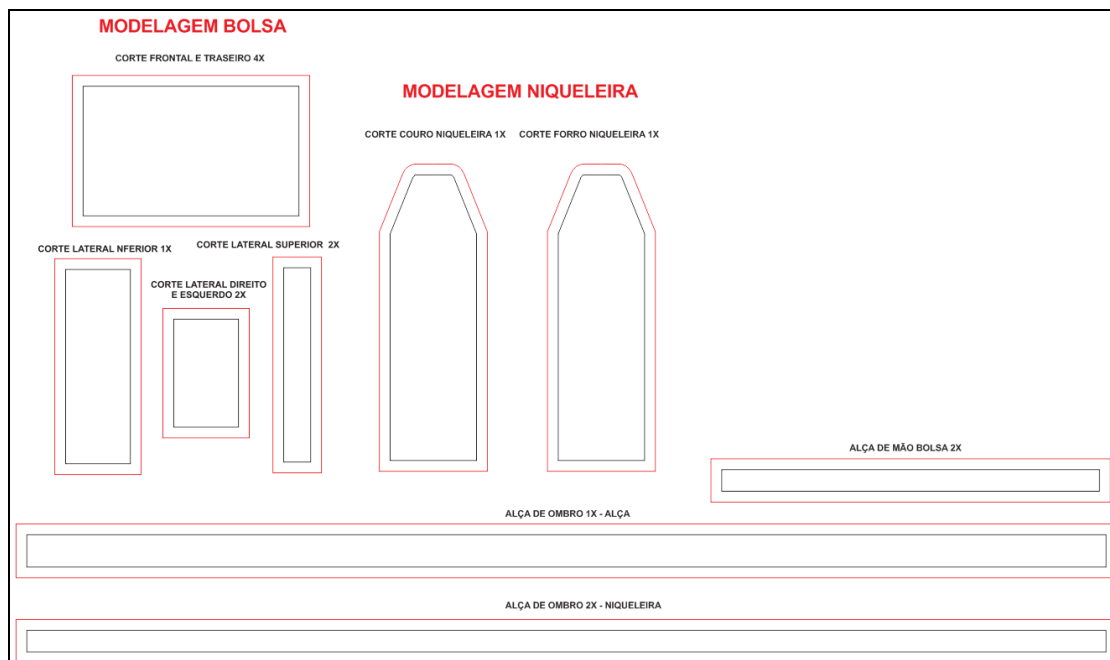 MODELAGEM BOLSA
CORTE FRONTAL E TRASEIRO 4X
MODELAGEM NIQUELEIRA
CORTE COURO NIQUELEIRA 1X
CORTE FORRO NIQUELEIRA 1X
CORTE LATERAL NFERIOR 1X
CORTE LATERAL SUPERIOR 2X
CORTE LATERAL DIREITO
E ESQUERDO 2X
ALÇA DE MÃO BOLSA 2X
ALÇA DE OMBRO 1X - ALÇA
ALÇA DE OMBRO 2X - NIQUELEIRA